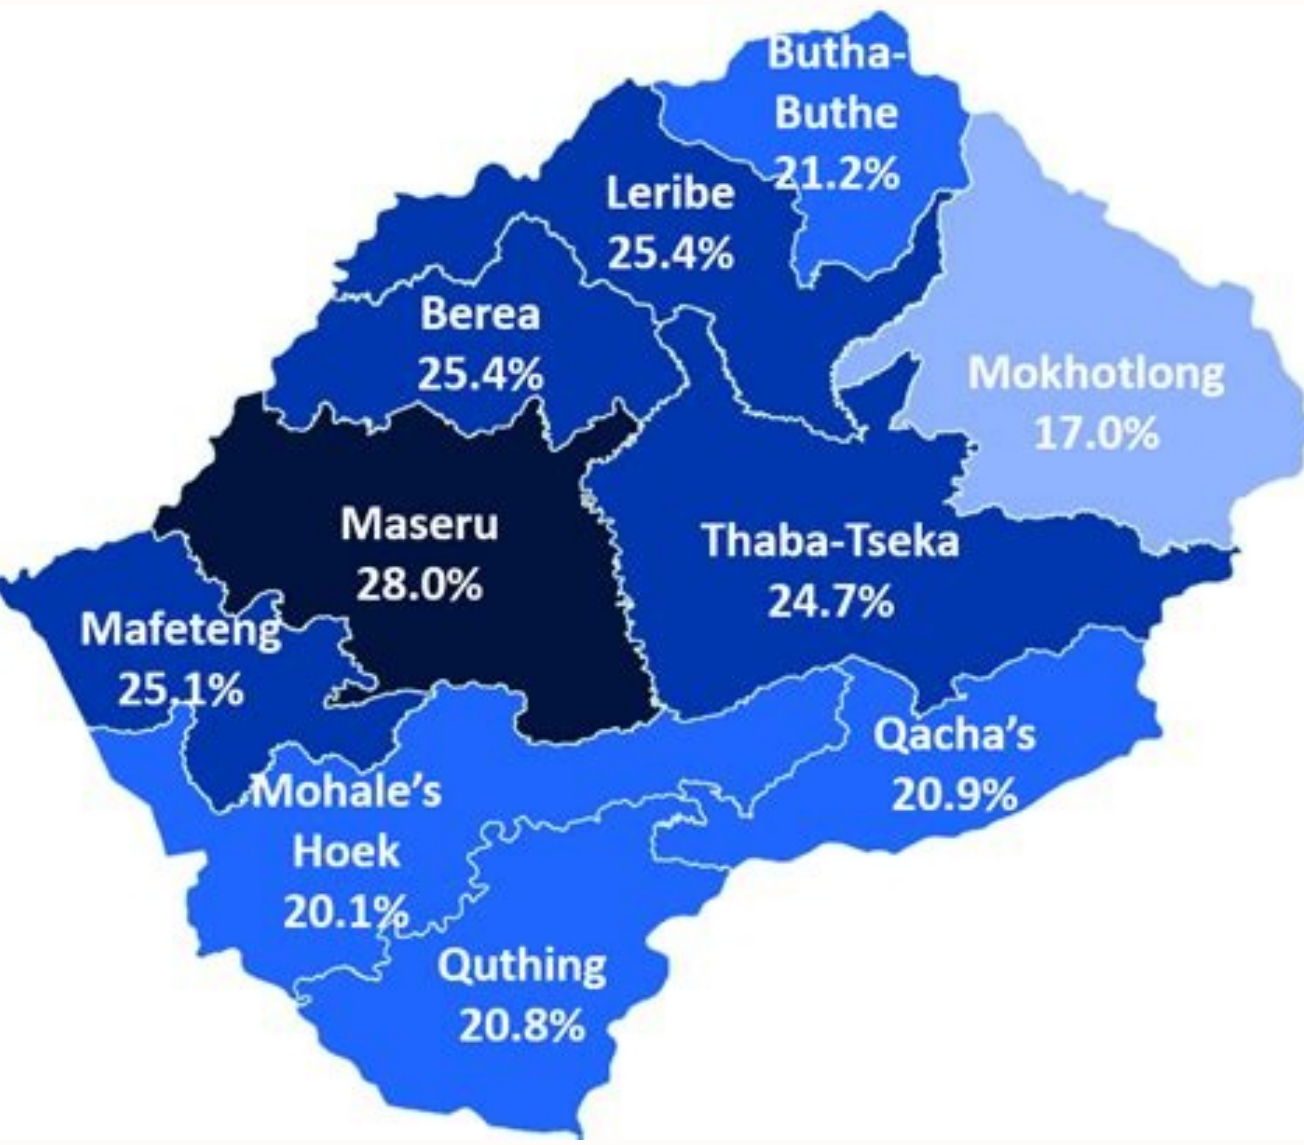 Butha-
Buthe
21.2%
Leribe
25.4%
Berea
25.4%
Mokhotlong
17.0%
Maseru
28.0%
Thaba-Tseka
24.7%
Mafeteng
25.1%
Qacha’s
20.9%
Mohale’s
Hoek
20.1%
Quthing
20.8%